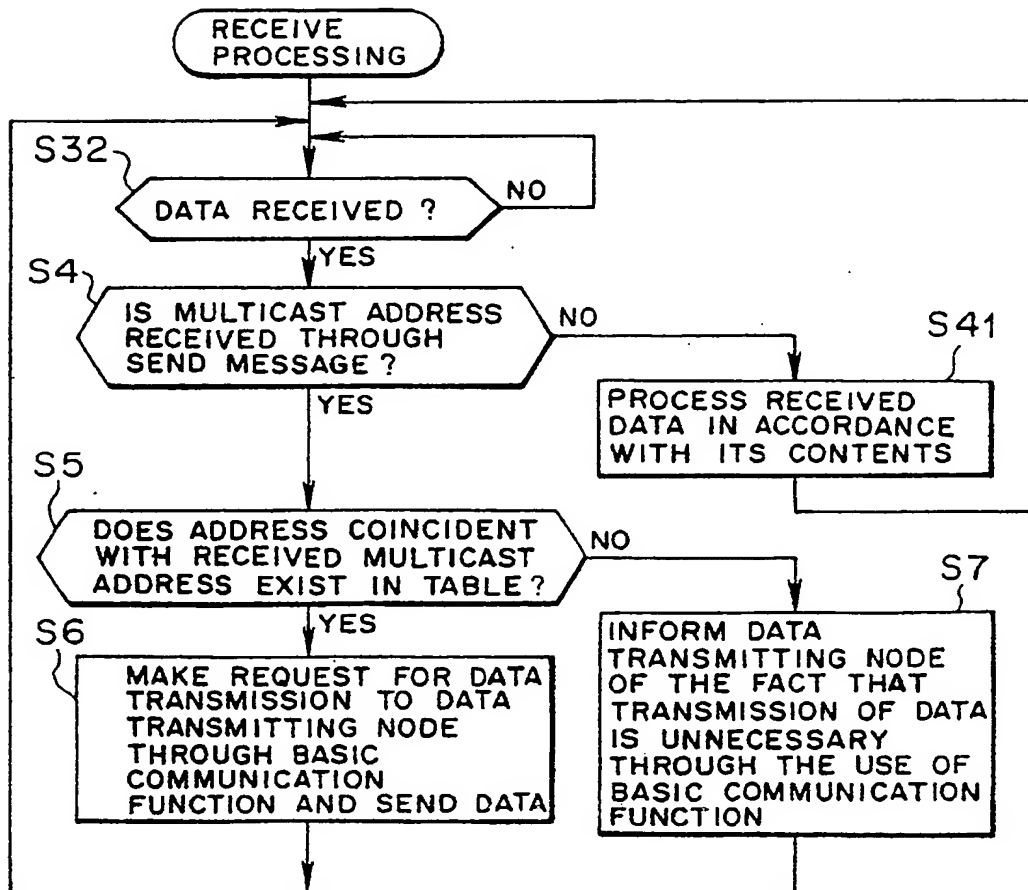 RECEIVE
PROCESSING
S32
DATA RECEIVED ?
NO
YES
S4
IS MULTICAST ADDRESS
RECEIVED THROUGH
SEND MESSAGE ?
NO
YES
S41
PROCESS RECEIVED
DATA IN ACCORDANCE
WITH ITS CONTENTS
S5
DOES ADDRESS COINCIDENT
WITH RECEIVED MULTICAST
ADDRESS EXIST IN TABLE ?
NO
YES
S6
MAKE REQUEST FOR DATA
TRANSMISSION TO DATA
TRANSMITTING NODE
THROUGH BASIC
COMMUNICATION
FUNCTION AND SEND DATA
S7
INFORM DATA
TRANSMITTING NODE
OF THE FACT THAT
TRANSMISSION OF DATA
IS UNNECESSARY
THROUGH THE USE OF
BASIC COMMUNICATION
FUNCTION